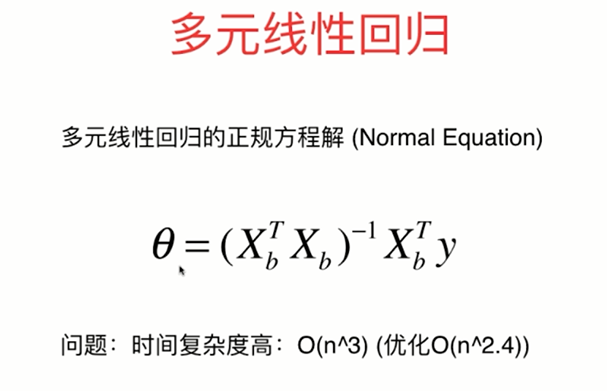 多元线性回归
多元线性回归的正规方程解 (Normal Equation)
θ = (X_b^T X_b)^{-1} X_b^T y
问题：时间复杂度高：O(n^3) (优化O(n^2.4))